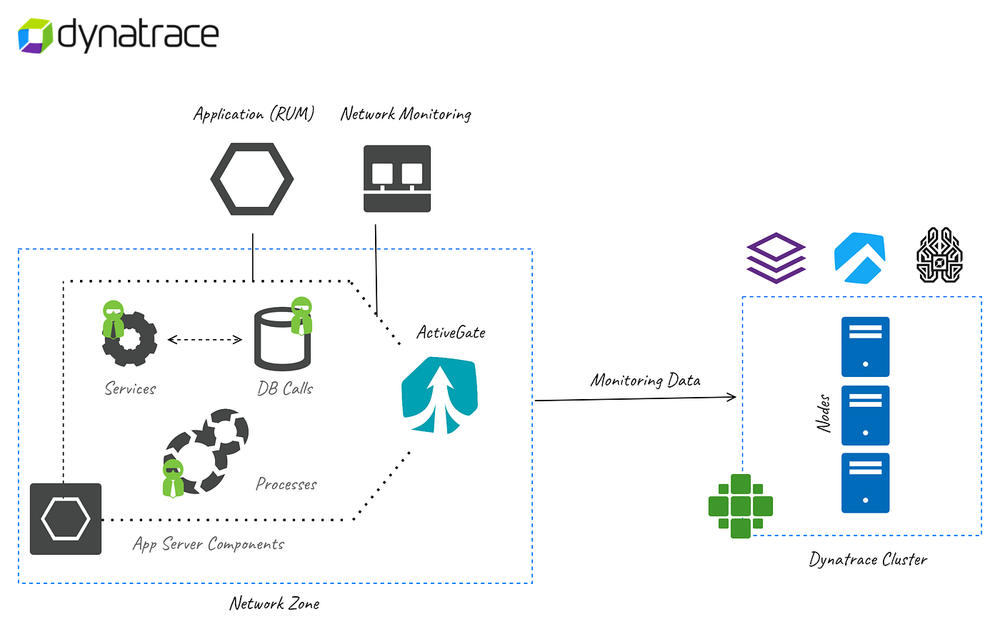 dynatrace
Application (RUM)
Network Monitoring
ActiveGate
Services
DB Calls
Monitoring Data
Nodes
Processes
App Server Components
Dynatrace Cluster
Network Zone